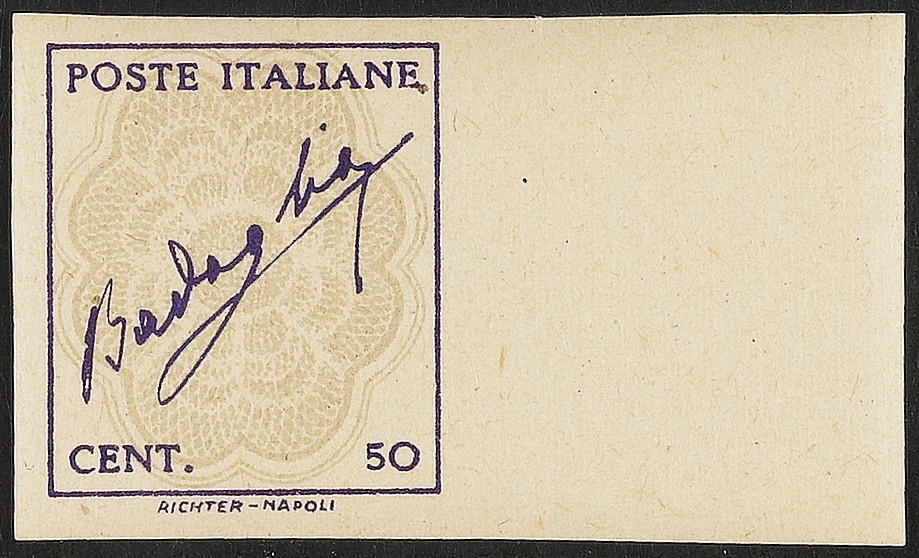 POSTE ITALIANE
Badoglio
CENT. 50
RICHTER-NAPOLI